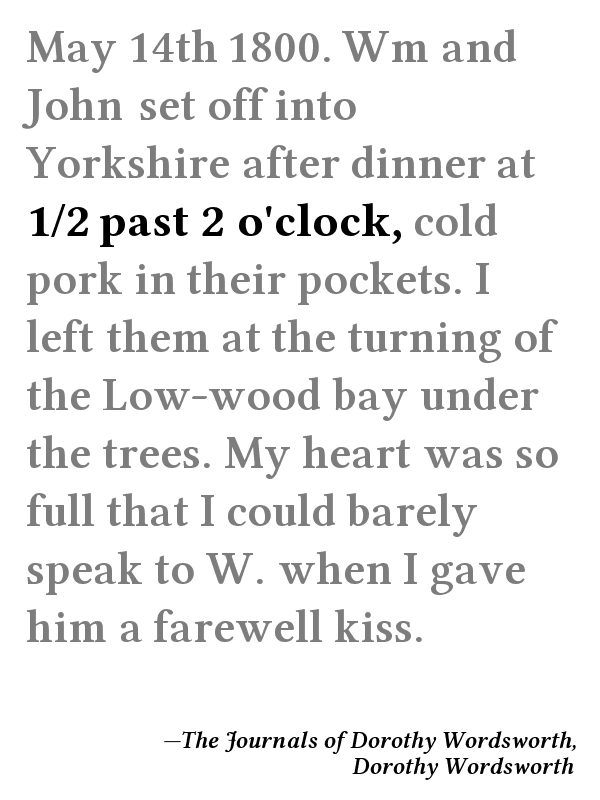 May 14th 1800. Wm and
John set off into
Yorkshire after dinner at
1/2 past 2 o'clock, cold
pork in their pockets. I
left them at the turning of
the Low-wood bay under
the trees. My heart was so
full that I could barely
speak to W. when I gave
him a farewell kiss.
—The Journals of Dorothy Wordsworth,
Dorothy Wordsworth